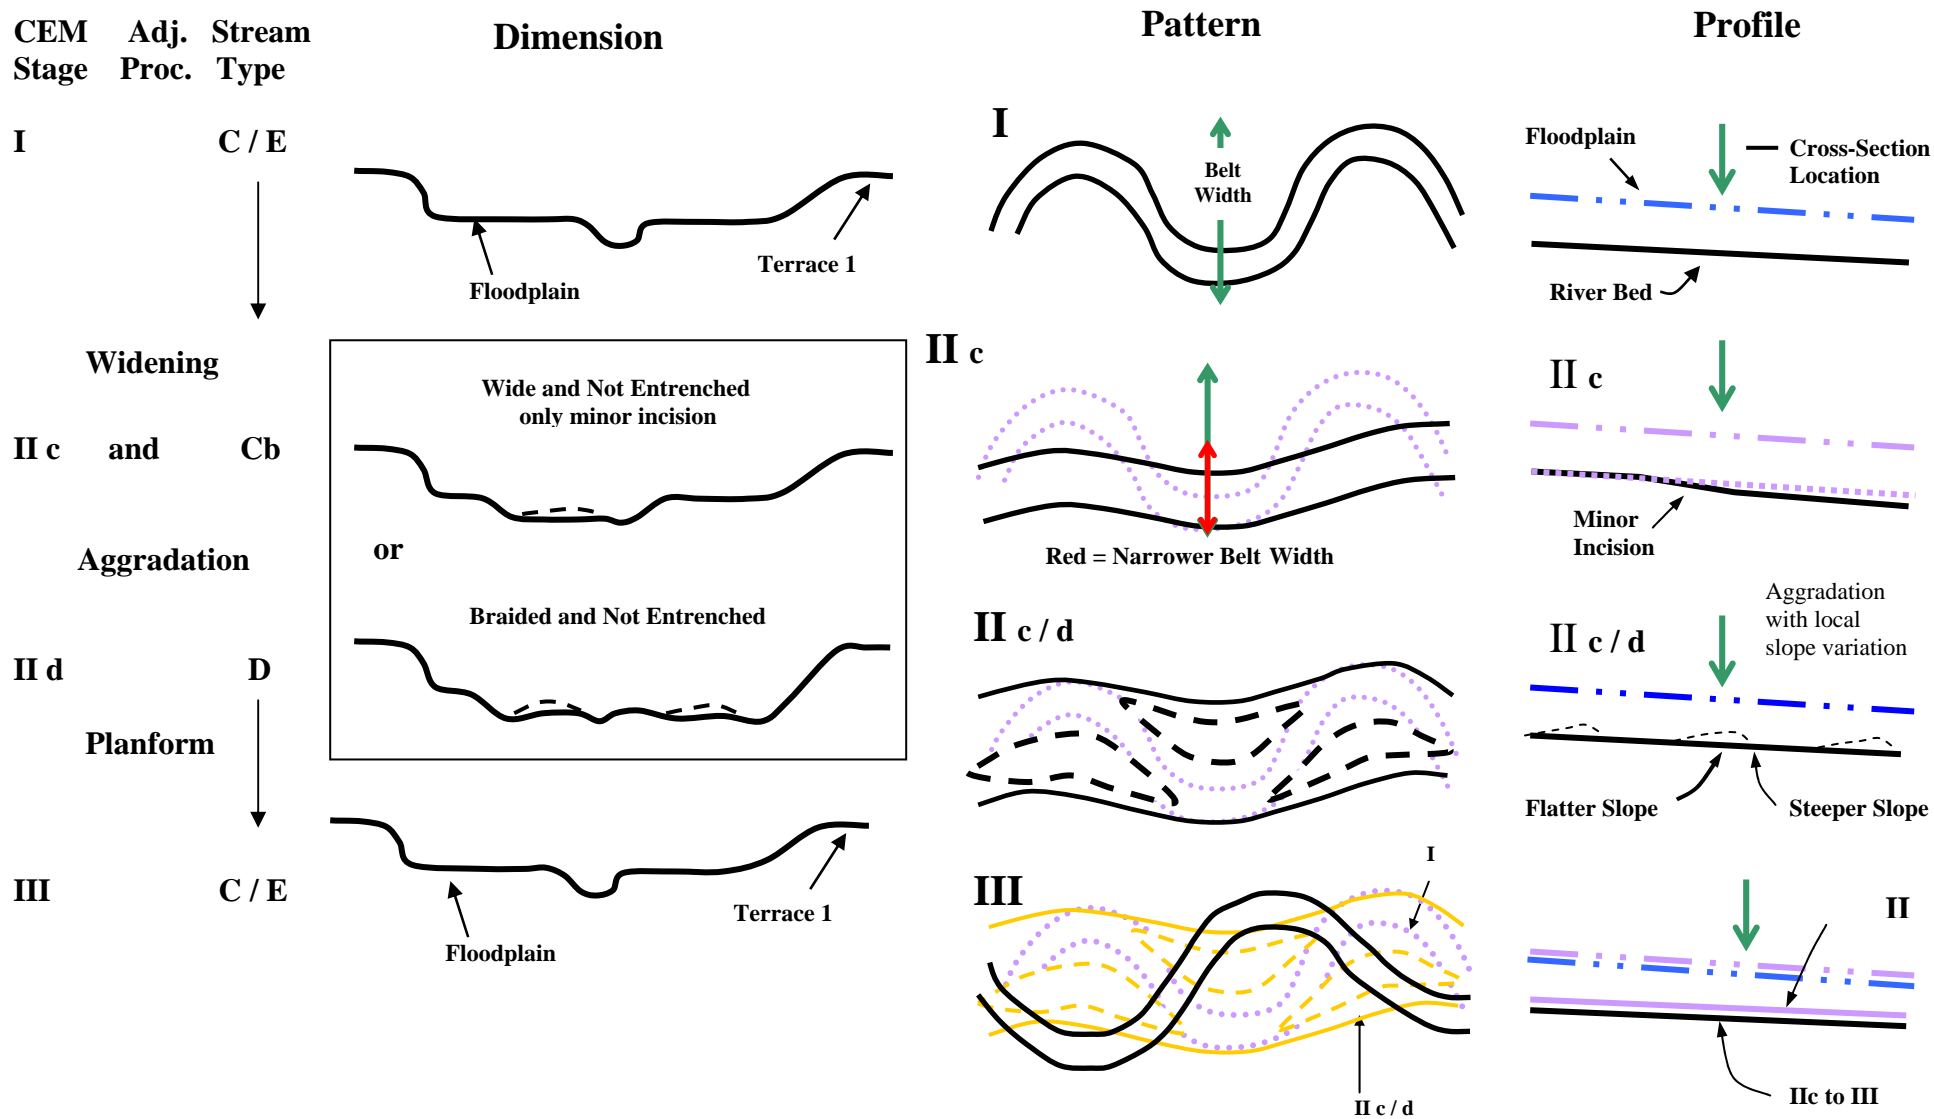 CEM Adj. Stream
Stage Proc. Type
Dimension
Pattern
Profile
I C / E
Floodplain
Terrace 1
I
Belt
Width
Floodplain
Cross-Section
Location
River Bed
Widening
II c and Cb
Aggradation
II d D
Planform
Wide and Not Entrenched
only minor incision
or
Braided and Not Entrenched
II c
Red = Narrower Belt Width
II c
Minor
Incision
II c / d
II c / d
Aggradation
with local
slope variation
Flatter Slope
Steeper Slope
III C / E
Floodplain
Terrace 1
III
I
II c / d
II
IIc to III